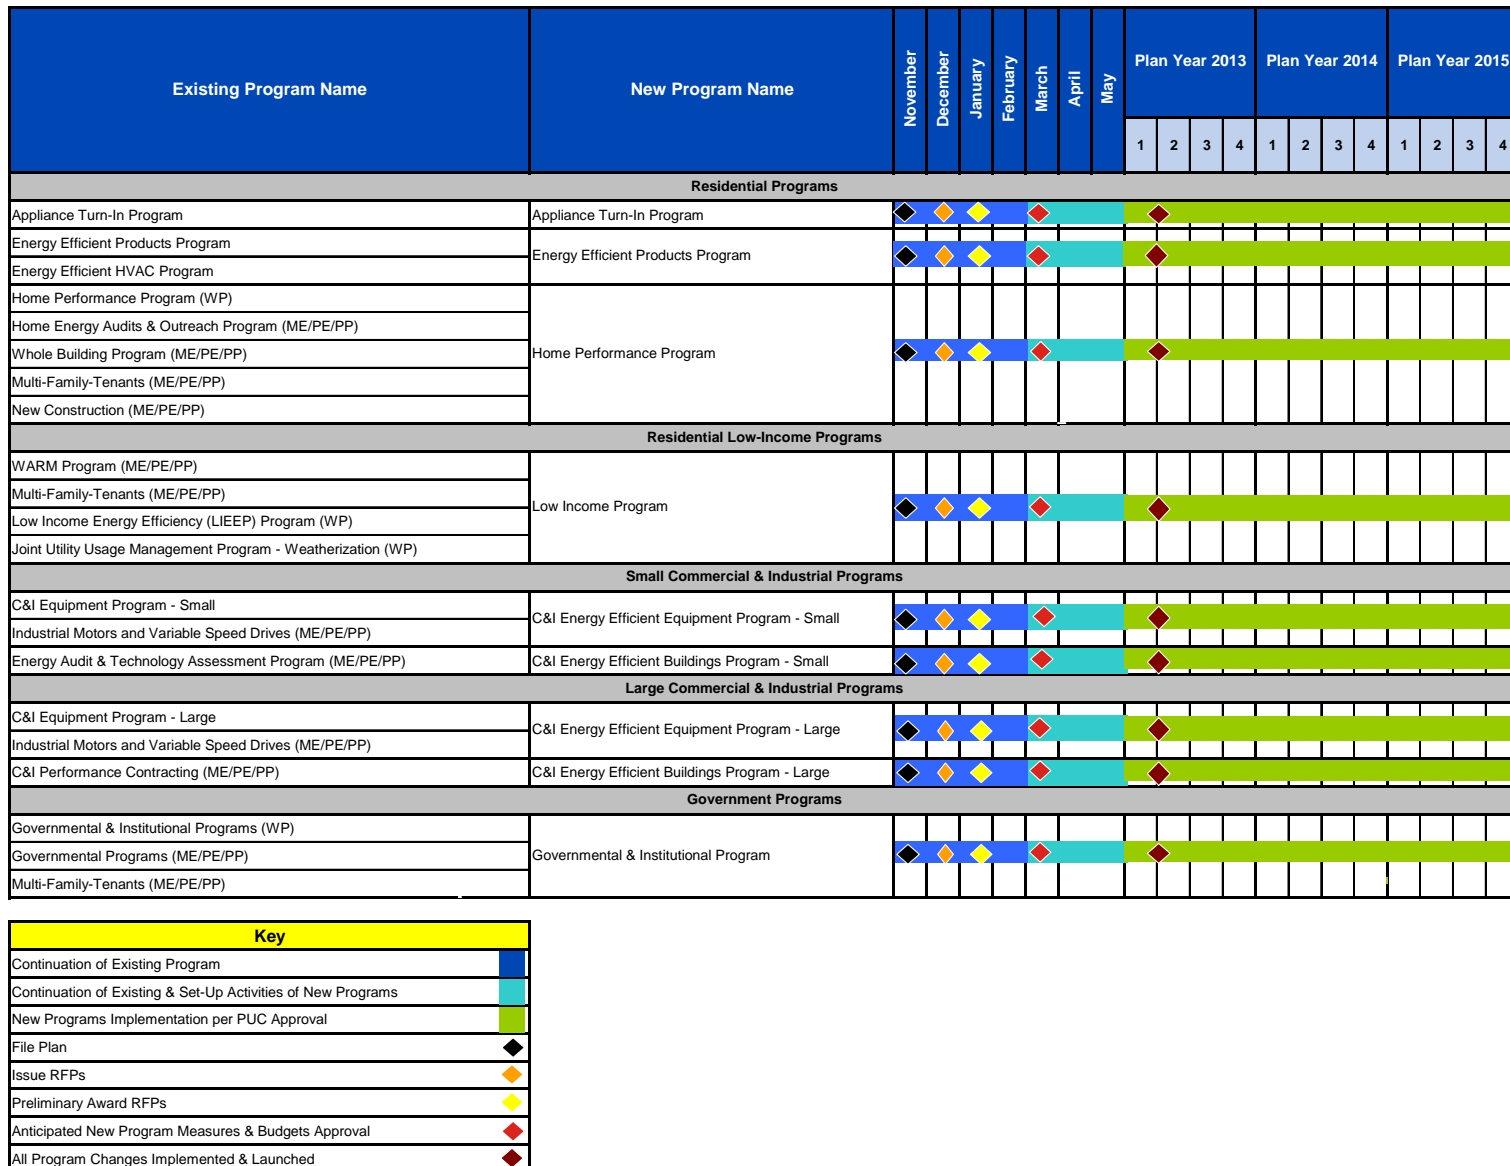 Existing Program Name
New Program Name
November
December
January
February
March
April
May
Plan Year 2013
Plan Year 2014
Plan Year 2015
1 2 3 4 1 2 3 4 1 2 3 4
Residential Programs
Appliance Turn-In Program
Appliance Turn-In Program
Energy Efficient Products Program
Energy Efficient HVAC Program
Energy Efficient Products Program
Home Performance Program (WP)
Home Energy Audits & Outreach Program (ME/PE/PP)
Whole Building Program (ME/PE/PP)
Multi-Family-Tenants (ME/PE/PP)
New Construction (ME/PE/PP)
Home Performance Program
Residential Low-Income Programs
WARM Program (ME/PE/PP)
Multi-Family-Tenants (ME/PE/PP)
Low Income Energy Efficiency (LIEEP) Program (WP)
Joint Utility Usage Management Program - Weatherization (WP)
Low Income Program
Small Commercial & Industrial Programs
C&I Equipment Program - Small
Industrial Motors and Variable Speed Drives (ME/PE/PP)
C&I Energy Efficient Equipment Program - Small
Energy Audit & Technology Assessment Program (ME/PE/PP)
C&I Energy Efficient Buildings Program - Small
Large Commercial & Industrial Programs
C&I Equipment Program - Large
Industrial Motors and Variable Speed Drives (ME/PE/PP)
C&I Energy Efficient Equipment Program - Large
C&I Performance Contracting (ME/PE/PP)
C&I Energy Efficient Buildings Program - Large
Government Programs
Governmental & Institutional Programs (WP)
Governmental Programs (ME/PE/PP)
Multi-Family-Tenants (ME/PE/PP)
Governmental & Institutional Program
Key
Continuation of Existing Program
Continuation of Existing & Set-Up Activities of New Programs
New Programs Implementation per PUC Approval
File Plan
Issue RFPs
Preliminary Award RFPs
Anticipated New Program Measures & Budgets Approval
All Program Changes Implemented & Launched